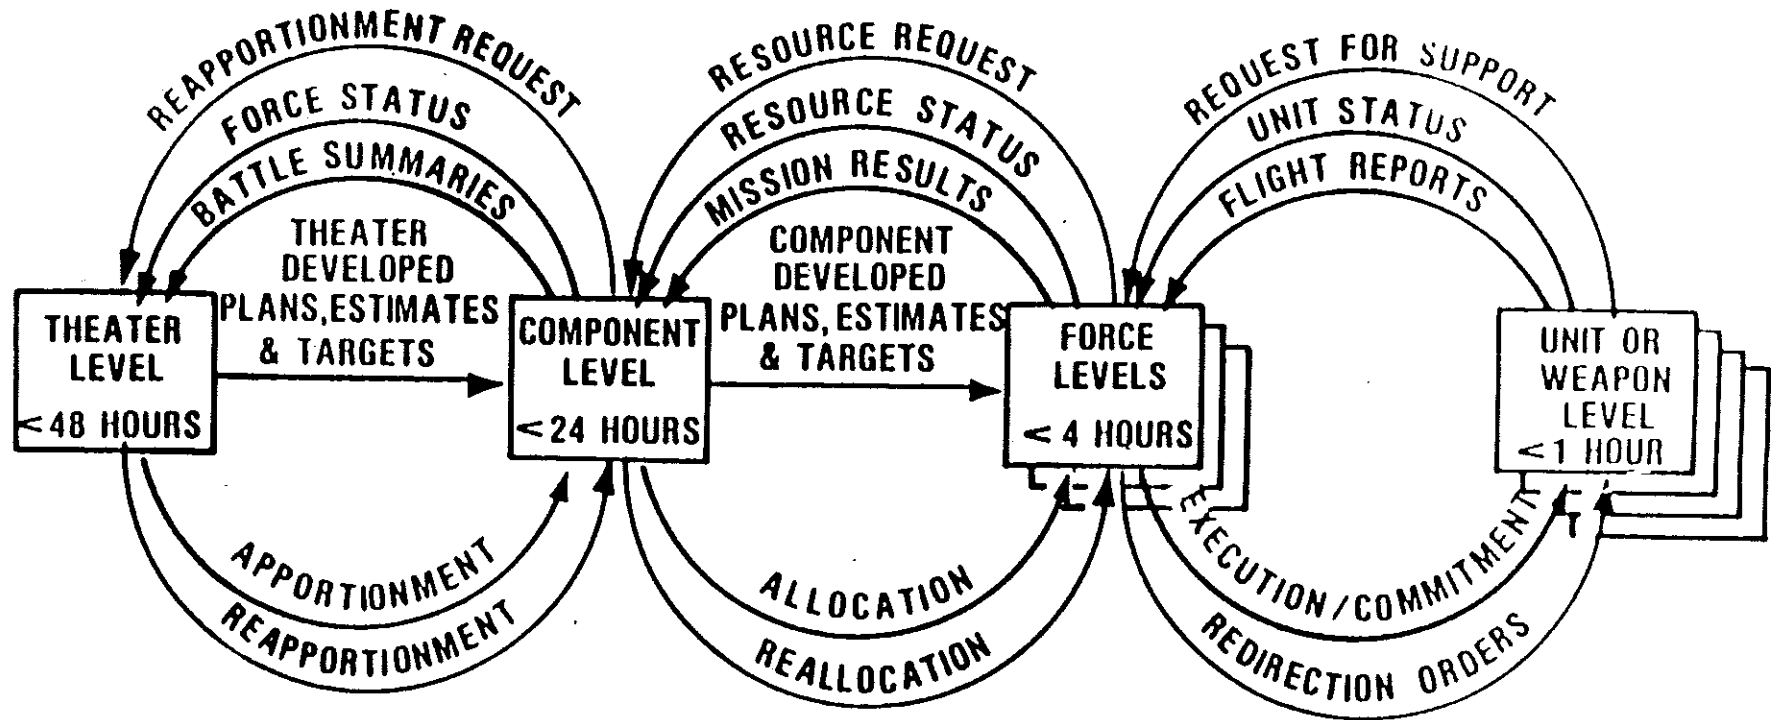 REAPPORTIONMENT REQUEST
FORCE STATUS
BATTLE SUMMARIES
THEATER
DEVELOPED
PLANS, ESTIMATES
& TARGETS
THEATER
LEVEL
< 48 HOURS
APPORTIONMENT
REAPPORTIONMENT
RESOURCE REQUEST
RESOURCE STATUS
MISSION RESULTS
COMPONENT
DEVELOPED
PLANS, ESTIMATES
& TARGETS
COMPONENT
LEVEL
< 24 HOURS
ALLOCATION
REALLOCATION
REQUEST FOR SUPPORT
UNIT STATUS
FLIGHT REPORTS
FORCE
LEVELS
< 4 HOURS
EXECUTION/COMMITMENT
REDIRECTION ORDERS
UNIT OR
WEAPON
LEVEL
< 1 HOUR